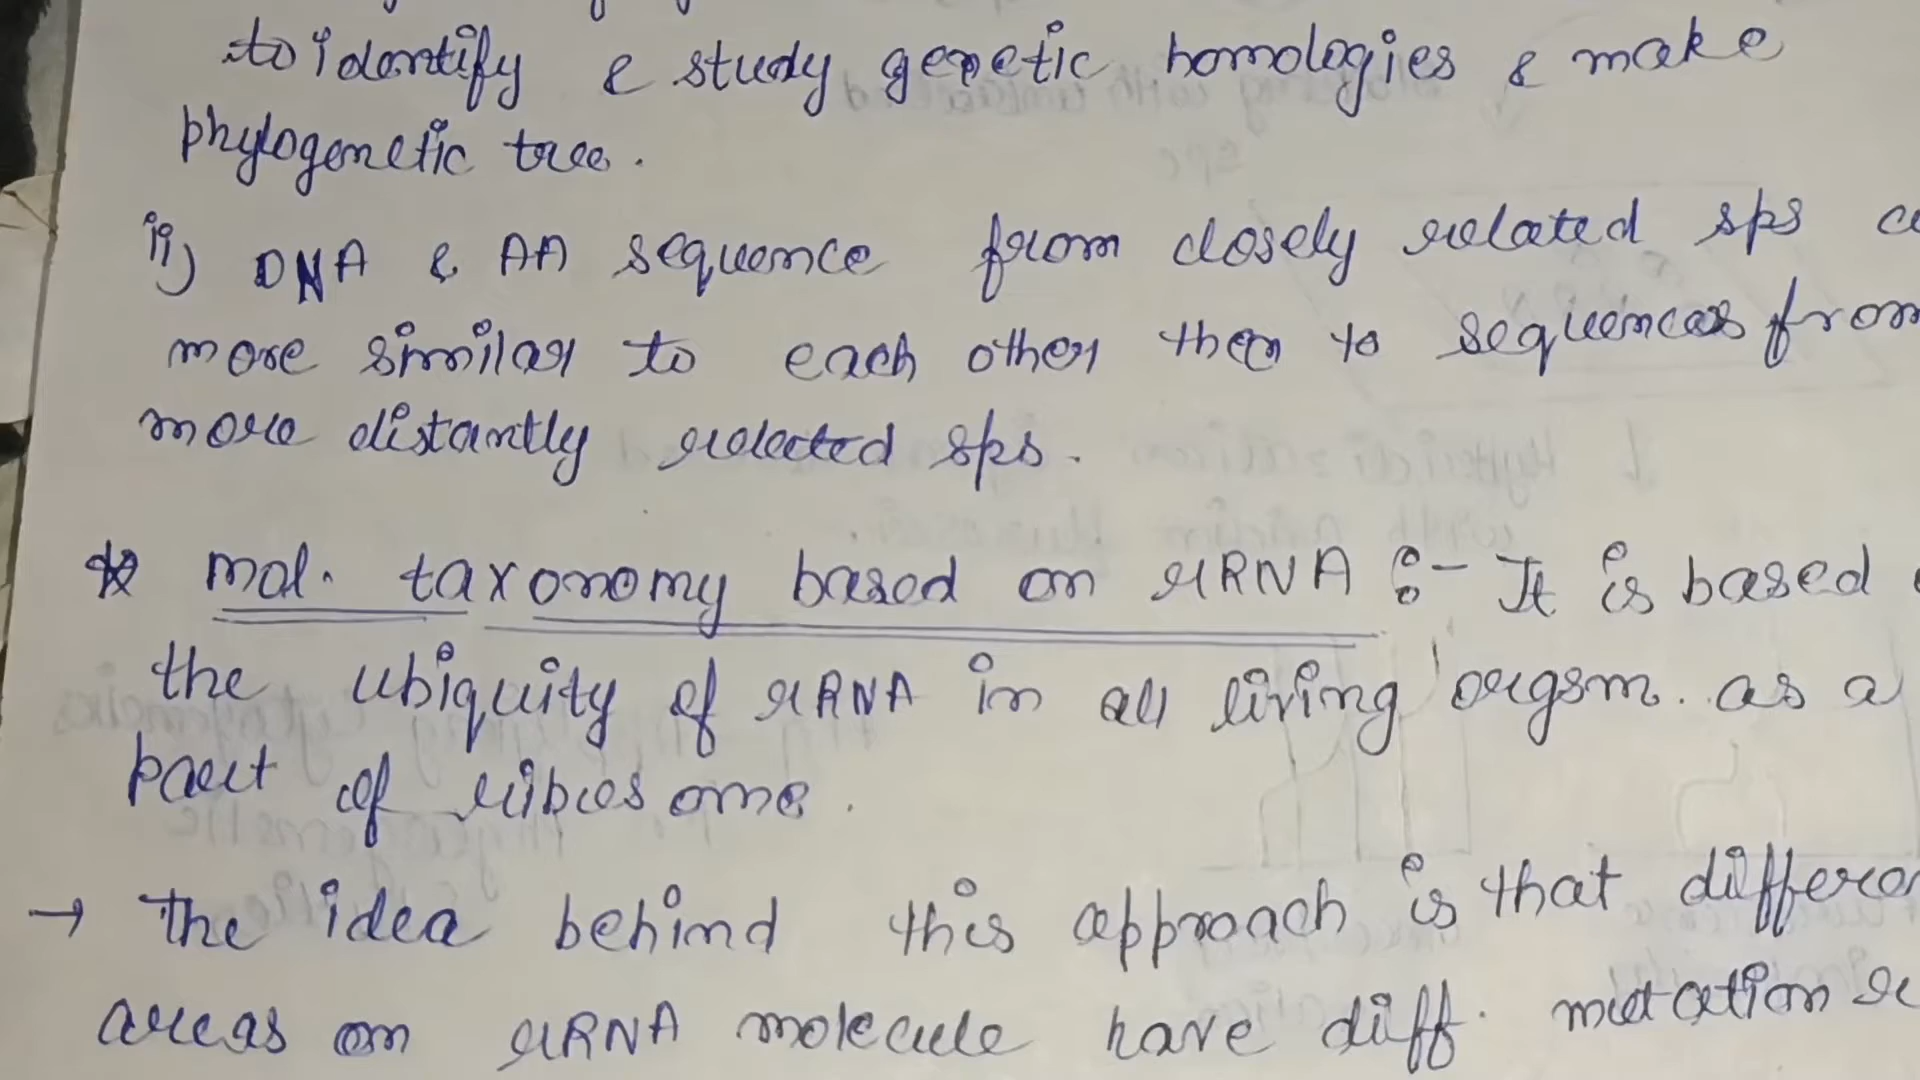 to identify & study genetic homologies & make
phylogenetic tree.
ii) DNA & AA sequence from closely related sps
more similar to each other then to sequences from
more distantly related sps.
* mol. taxonomy based on rRNA :- It is based
the ubiquity of rRNA in all living orgsm. as a
part of ribosome.
→ the idea behind this approach is that
areas on rRNA molecule have diff. mutation